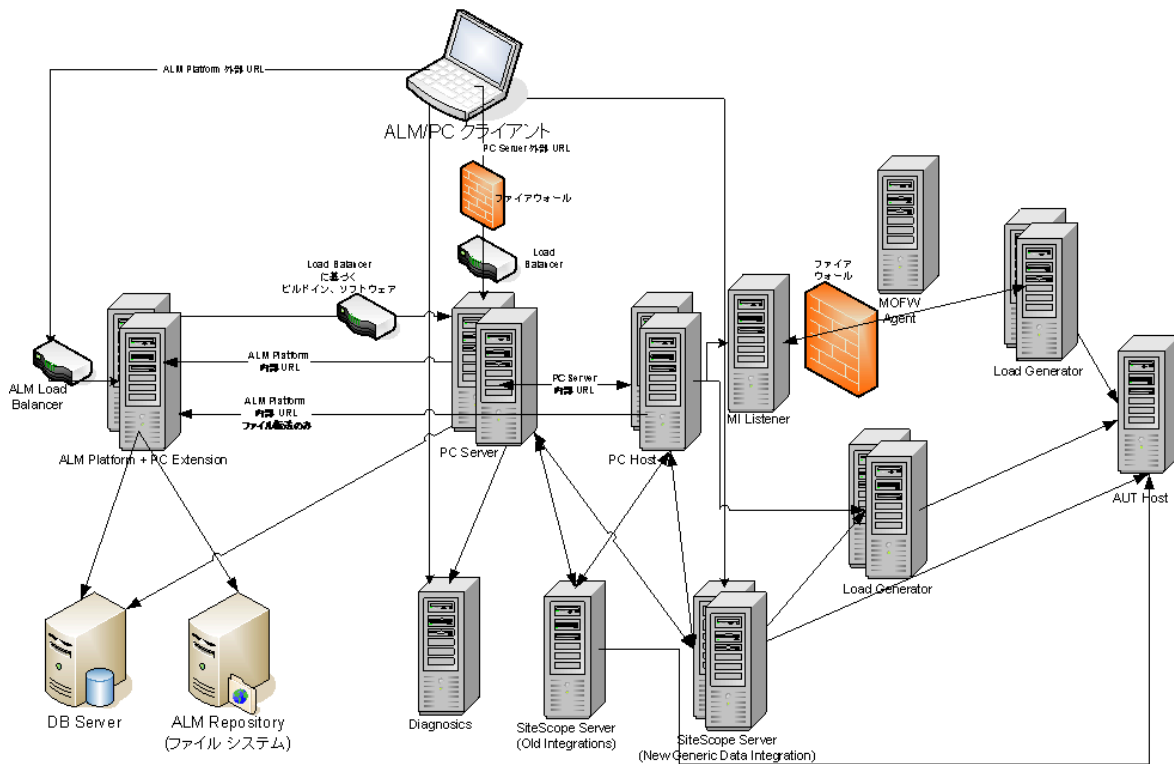 ALM Platform 外部 URL
ALM/PC クライアント
PC Server 外部 URL
ファイアウォール
Load
Balancer
Load Balancer
に基づく
ビルドイン、ソフトウェア
ファイア
ウォール
MOFW
Agent
Load Generator
ALM Load
Balancer
ALM Platform
内部 URL
ALM Platform
内部 URL
ファイル転送のみ
PC Server
内部 URL
MI Listener
ALM Platform + PC Extension
PC Server
PC Host
AUT Host
Load Generator
DB Server
ALM Repository
(ファイル システム)
Diagnostics
SiteScope Server
(Old Integrations)
SiteScope Server
(New Generic Data Integration)